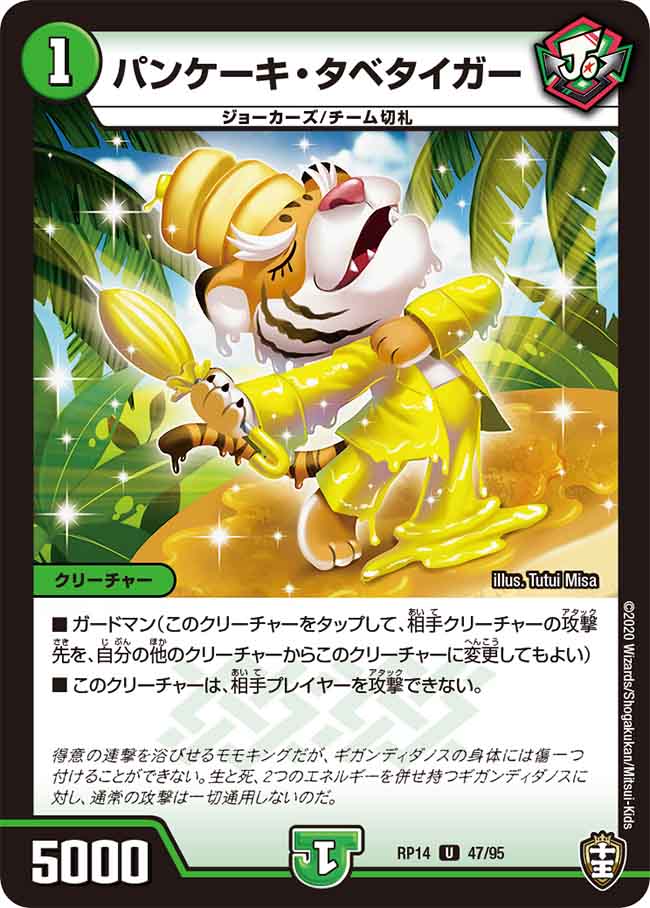 1
パンケーキ・タベタイガー
J
ジョーカーズ/チーム切札
クリーチャー
illus. Tutui Misa
■ ガードマン(このクリーチャーをタップして、相手クリーチャーの攻撃
先を、自分の他のクリーチャーからこのクリーチャーに変更してもよい)
■ このクリーチャーは、相手プレイヤーを攻撃できない。
得意の連撃を浴びせるモモキングだが、ギガンディダノスの身体には傷一つ
付けることができない。生と死、2つのエネルギーを併せ持つギガンディダノスに
対し、通常の攻撃は一切通用しないのだ。
©2020 Wizards/Shogakukan/Mitsui-Kids
5000
1
RP14 U 47/95
十王